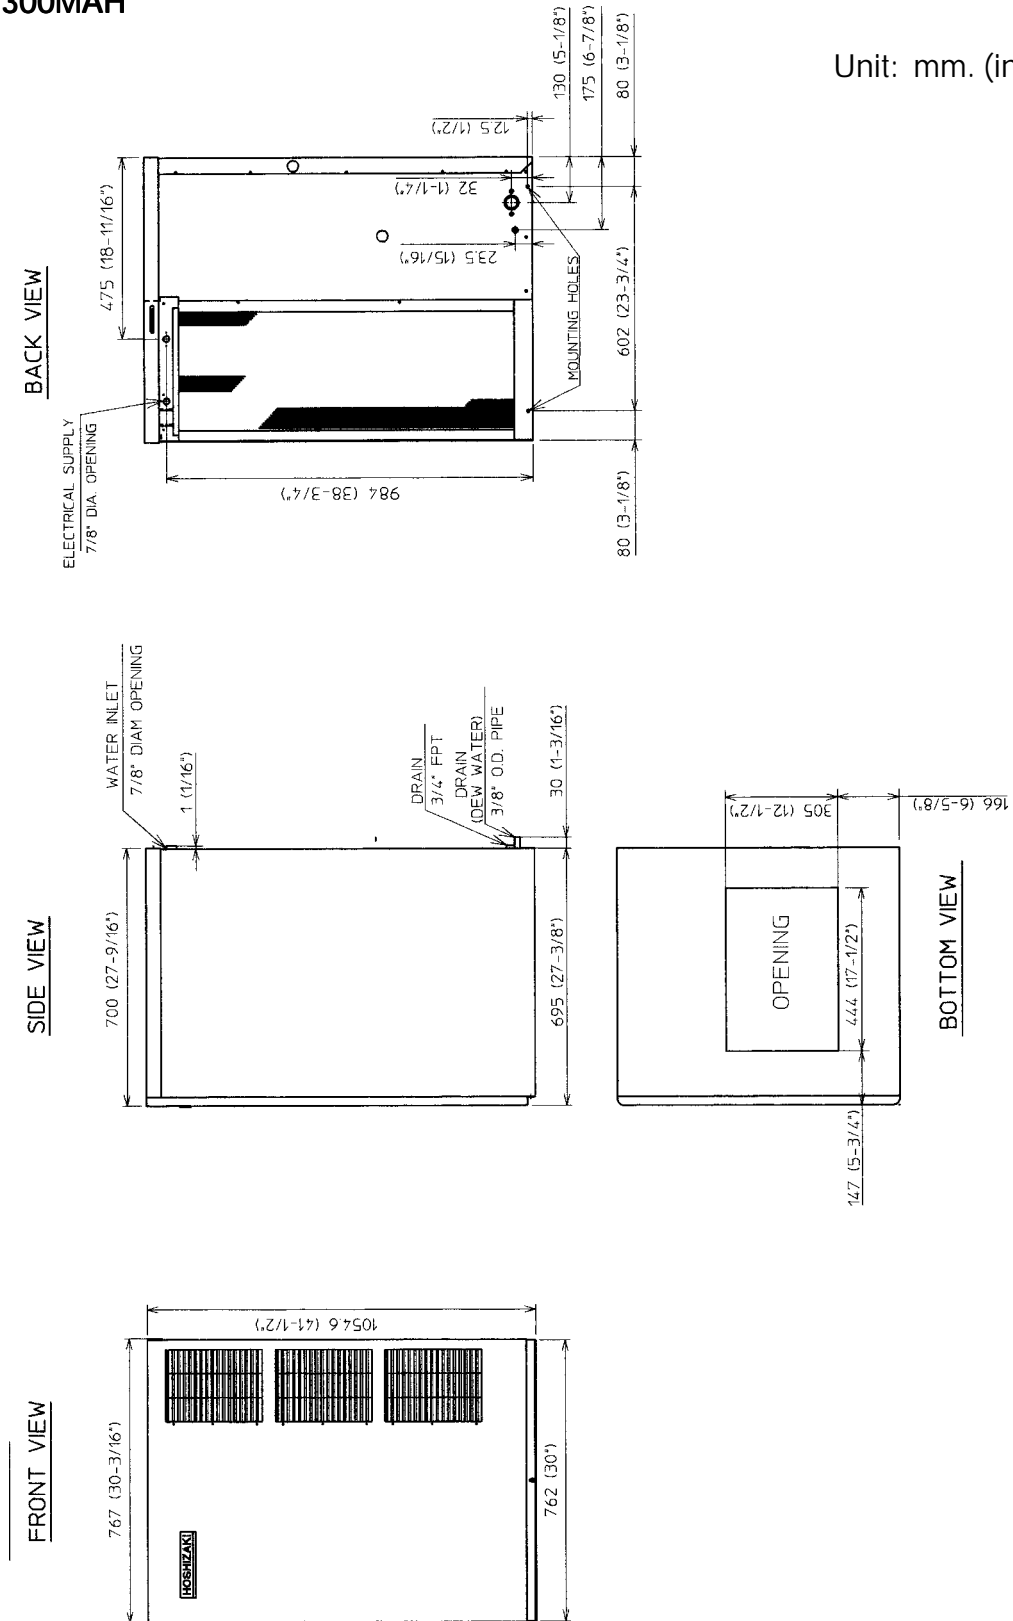 300MAH
Unit: mm. (in
BACK VIEW
475 (18-11/16")
ELECTRICAL SUPPLY
7/8" DIA. OPENING
984 (38-3/4")
12.5 (1/2")
32 (1-1/4")
23.5 (15/16")
130 (5-1/8")
175 (6-7/8")
80 (3-1/8")
MOUNTING HOLES
602 (23-3/4")
80 (3-1/8")
SIDE VIEW
700 (27-9/16")
WATER INLET
7/8" DIAM OPENING
1 (1/16")
DRAIN
3/4" FPT
DRAIN
(DEW WATER)
3/8" O.D. PIPE
30 (1-3/16")
695 (27-3/8")
OPENING
305 (12-1/2")
166 (6-5/8")
444 (17-1/2")
147 (5-3/4")
BOTTOM VIEW
FRONT VIEW
767 (30-3/16")
1054.6 (41-1/2")
HOSHIZAKI
762 (30")